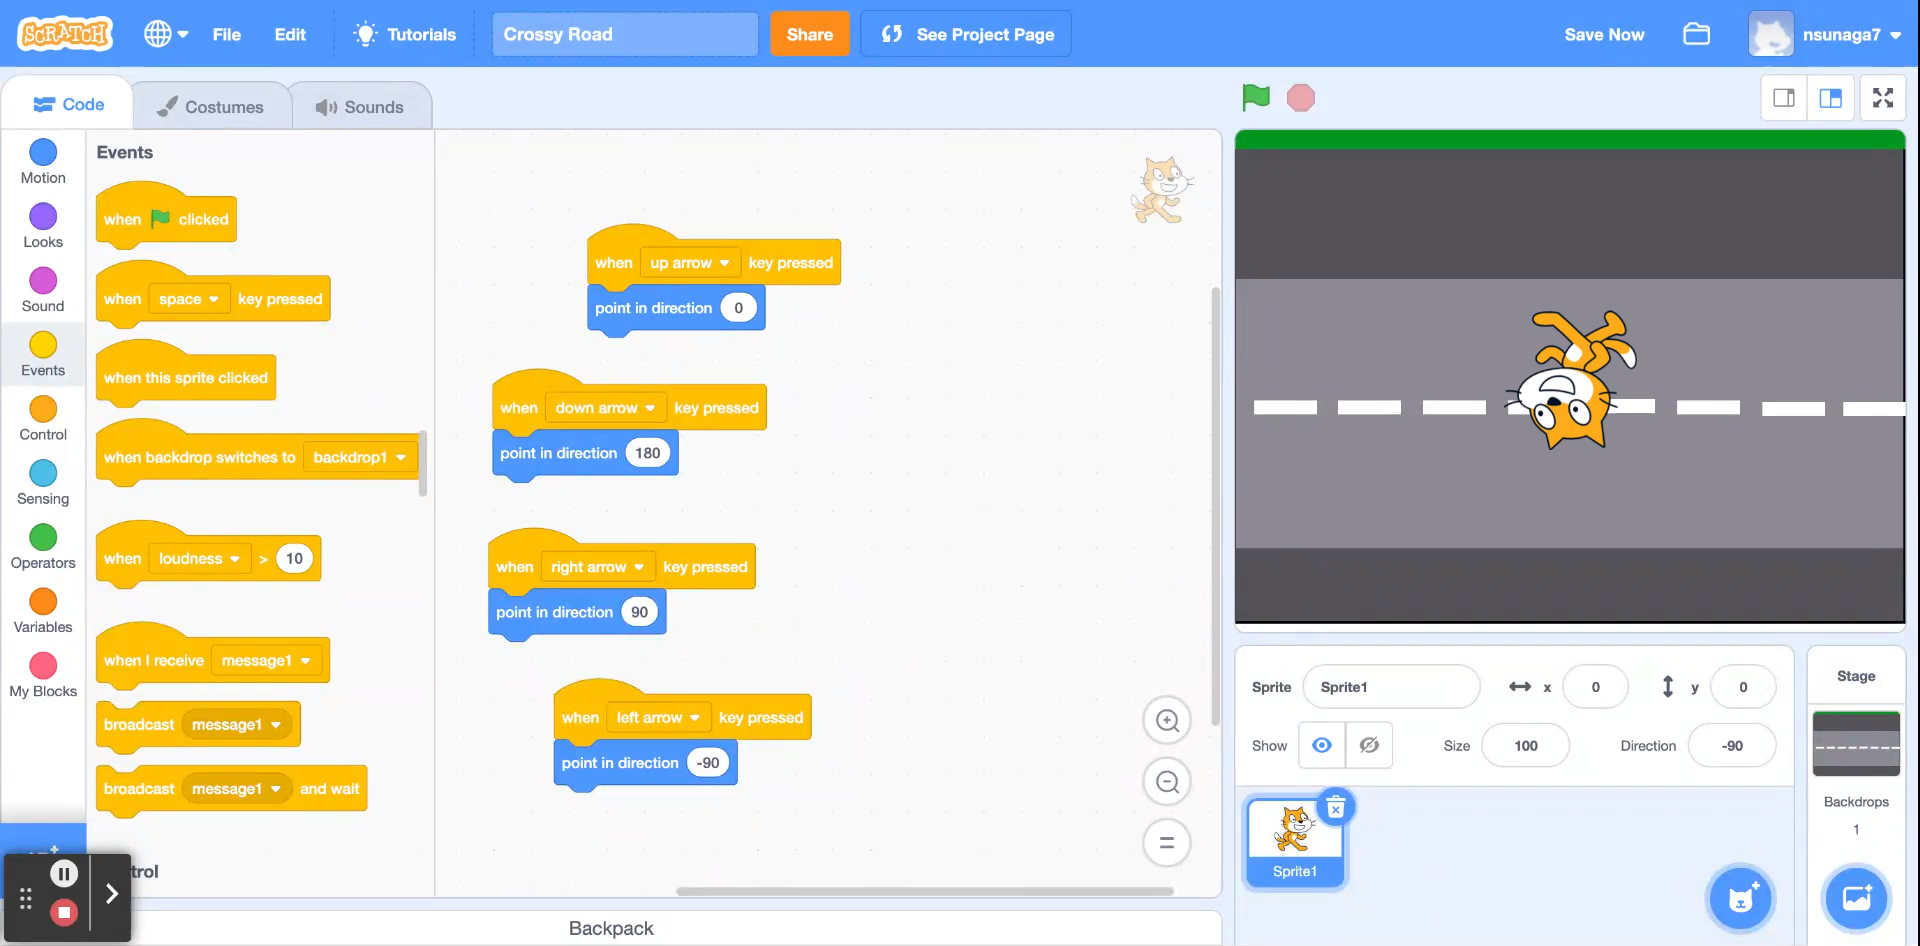 SCRATCH
File
Edit
Tutorials
Crossy Road
Share
See Project Page
Save Now
nsunaga7
Code
Costumes
Sounds
Motion
Looks
Sound
Events
Control
Sensing
Operators
Variables
My Blocks
Events
when clicked
when space key pressed
when this sprite clicked
when backdrop switches to backdrop1
when loudness > 10
when I receive message1
broadcast message1
broadcast message1 and wait
trol
when up arrow key pressed
point in direction 0
when down arrow key pressed
point in direction 180
when right arrow key pressed
point in direction 90
when left arrow key pressed
point in direction -90
Backpack
Sprite Sprite1 x 0 y 0
Show Size 100 Direction -90
Sprite1
Stage
Backdrops
1